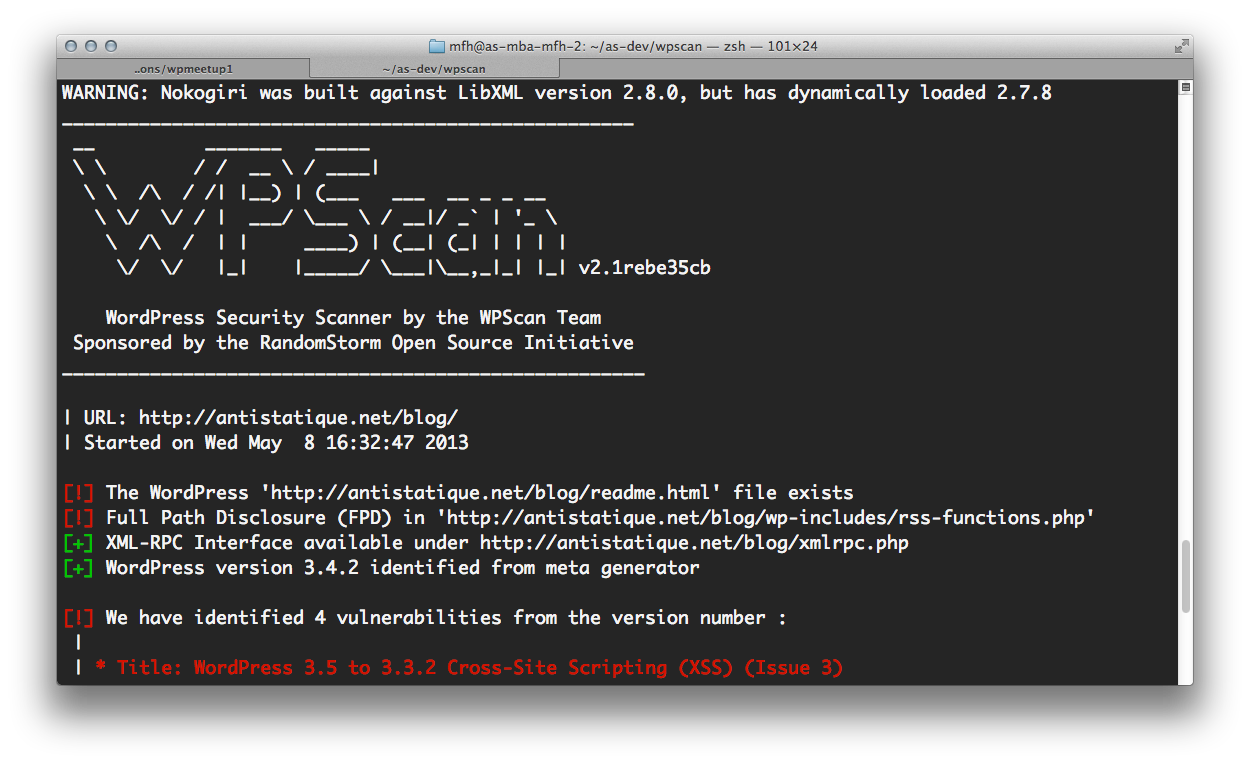 mfh@as-mba-mfh-2: ~/as-dev/wpscan — zsh — 101×24
..ons/wpmeetup1
~/as-dev/wpscan
WARNING: Nokogiri was built against LibXML version 2.8.0, but has dynamically loaded 2.7.8
WPScan
v2.1rebe35cb
WordPress Security Scanner by the WPScan Team
Sponsored by the RandomStorm Open Source Initiative
| URL: http://antistatique.net/blog/
| Started on Wed May  8 16:32:47 2013
[!] The WordPress 'http://antistatique.net/blog/readme.html' file exists
[!] Full Path Disclosure (FPD) in 'http://antistatique.net/blog/wp-includes/rss-functions.php'
[+] XML-RPC Interface available under http://antistatique.net/blog/xmlrpc.php
[+] WordPress version 3.4.2 identified from meta generator
[!] We have identified 4 vulnerabilities from the version number :
|
| * Title: WordPress 3.5 to 3.3.2 Cross-Site Scripting (XSS) (Issue 3)